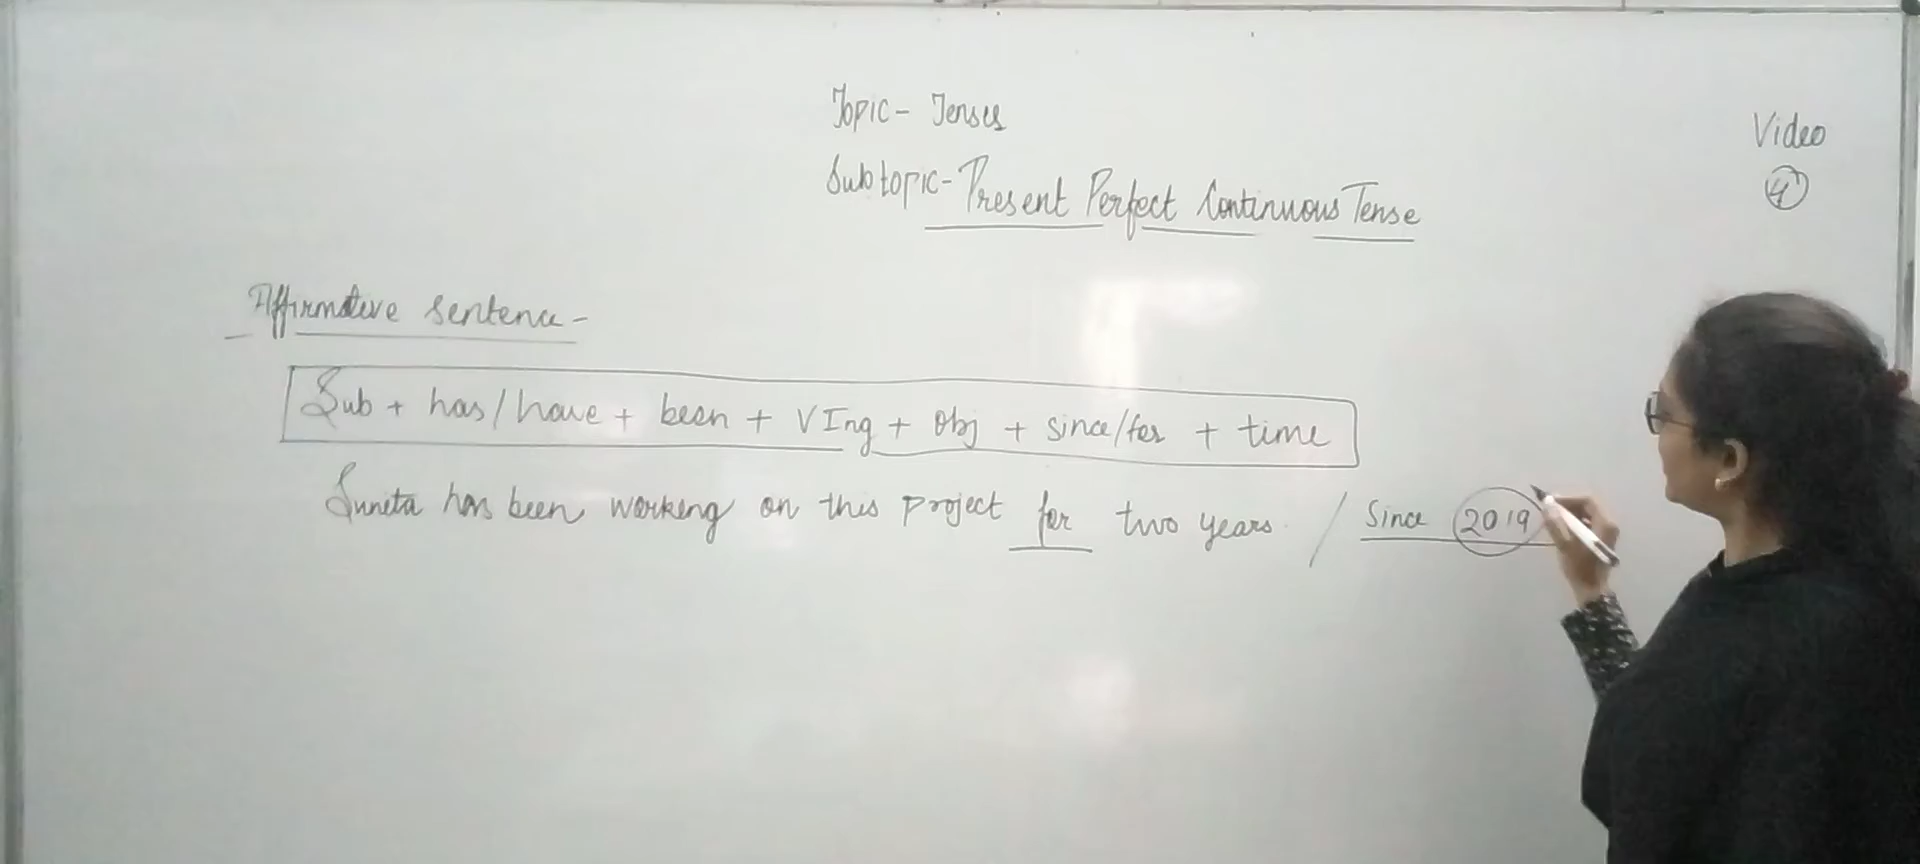 Topic - Tenses
Video
Subtopic - Present Perfect Continuous Tense
4
Affirmative sentence -
Sub + has/have + been + VIng + Obj + since/for + time
Sunita has been working on this project for two years. / Since 2019